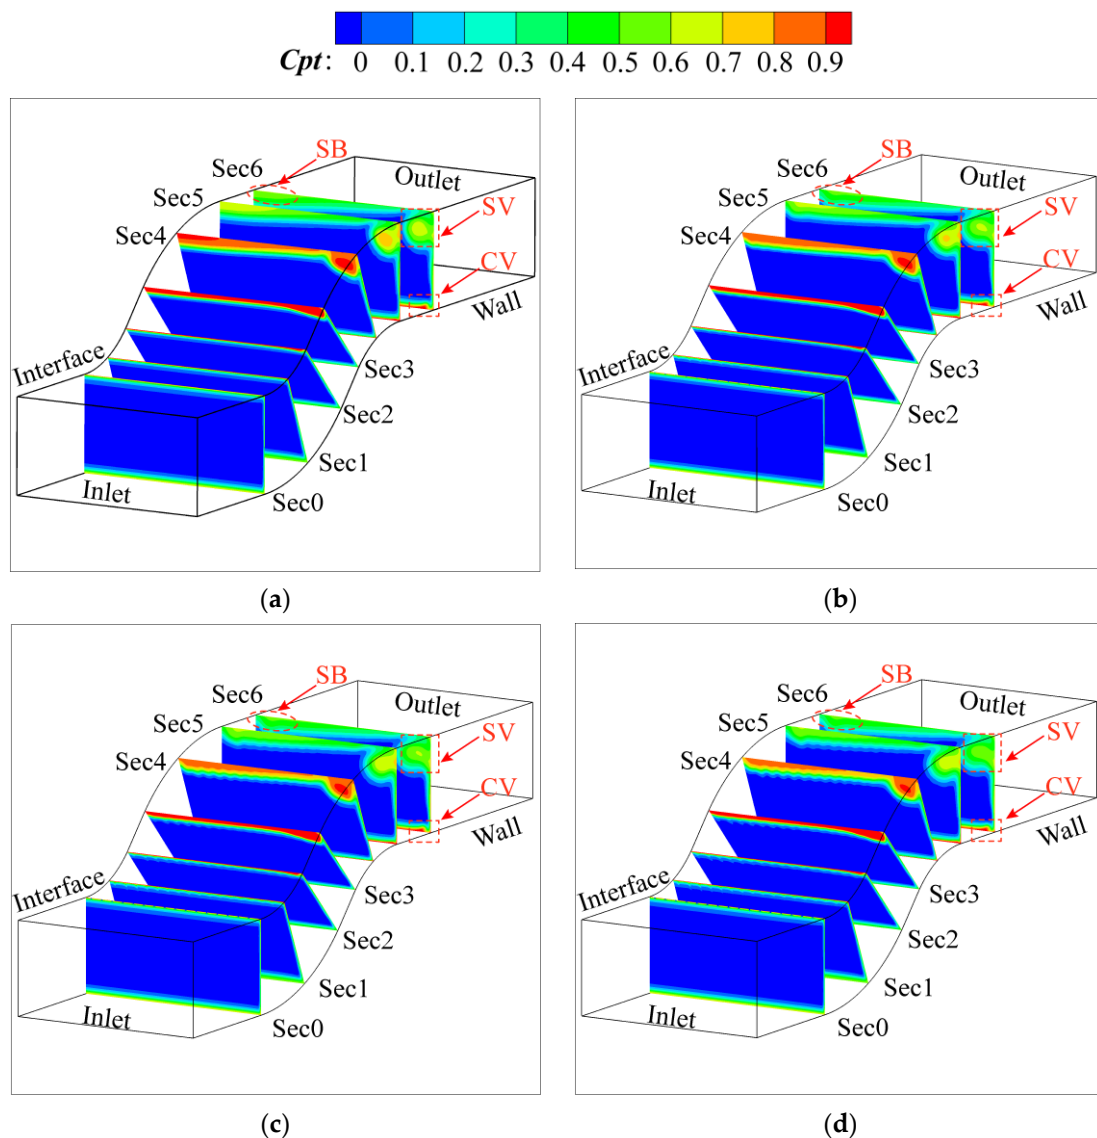 Cpt: 0 0.1 0.2 0.3 0.4 0.5 0.6 0.7 0.8 0.9
SB
Sec6
Outlet
Sec5
SV
Sec4
CV
Wall
Interface
Sec3
Sec2
Sec1
Inlet
Sec0
(a)
SB
Sec6
Outlet
Sec5
SV
Sec4
CV
Wall
Interface
Sec3
Sec2
Sec1
Inlet
Sec0
(b)
SB
Sec6
Outlet
Sec5
SV
Sec4
CV
Wall
Interface
Sec3
Sec2
Sec1
Inlet
Sec0
(c)
SB
Sec6
Outlet
Sec5
SV
Sec4
CV
Wall
Interface
Sec3
Sec2
Sec1
Inlet
Sec0
(d)